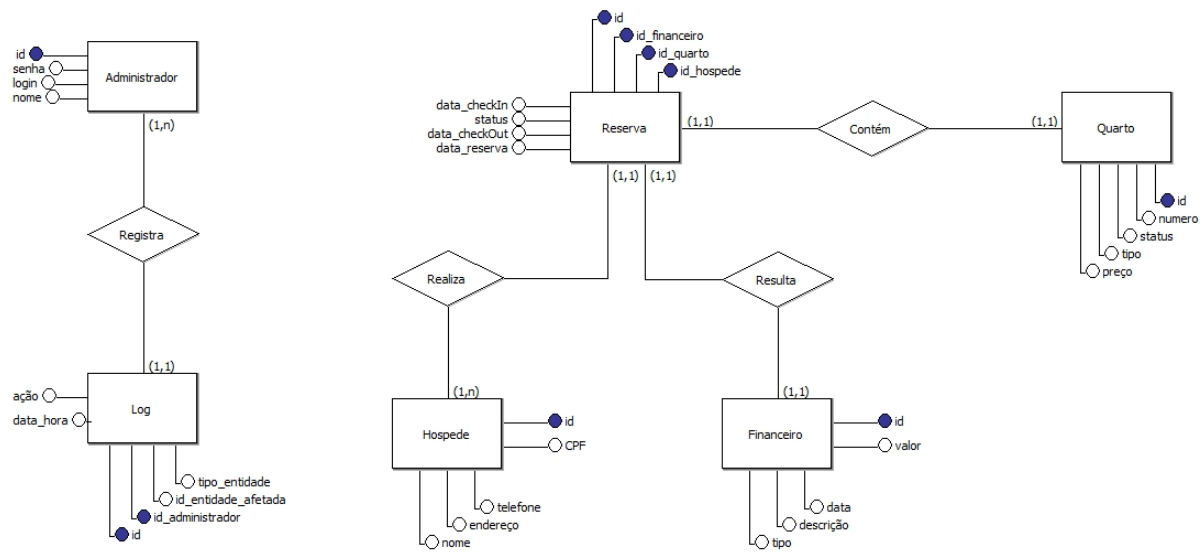 id
senha
login
nome
Administrador
(1,n)
Registra
(1,1)
ação
data_hora
Log
tipo_entidade
id_entidade_afetada
id_administrador
id
id
id_financeiro
id_quarto
id_hospede
data_checkIn
status
data_checkOut
data_reserva
Reserva
(1,1)
Contém
(1,1)
Quarto
id
numero
status
tipo
preço
(1,1)
(1,1)
Realiza
Resulta
(1,n)
Hospede
id
CPF
telefone
endereço
nome
(1,1)
Financeiro
id
valor
data
descrição
tipo